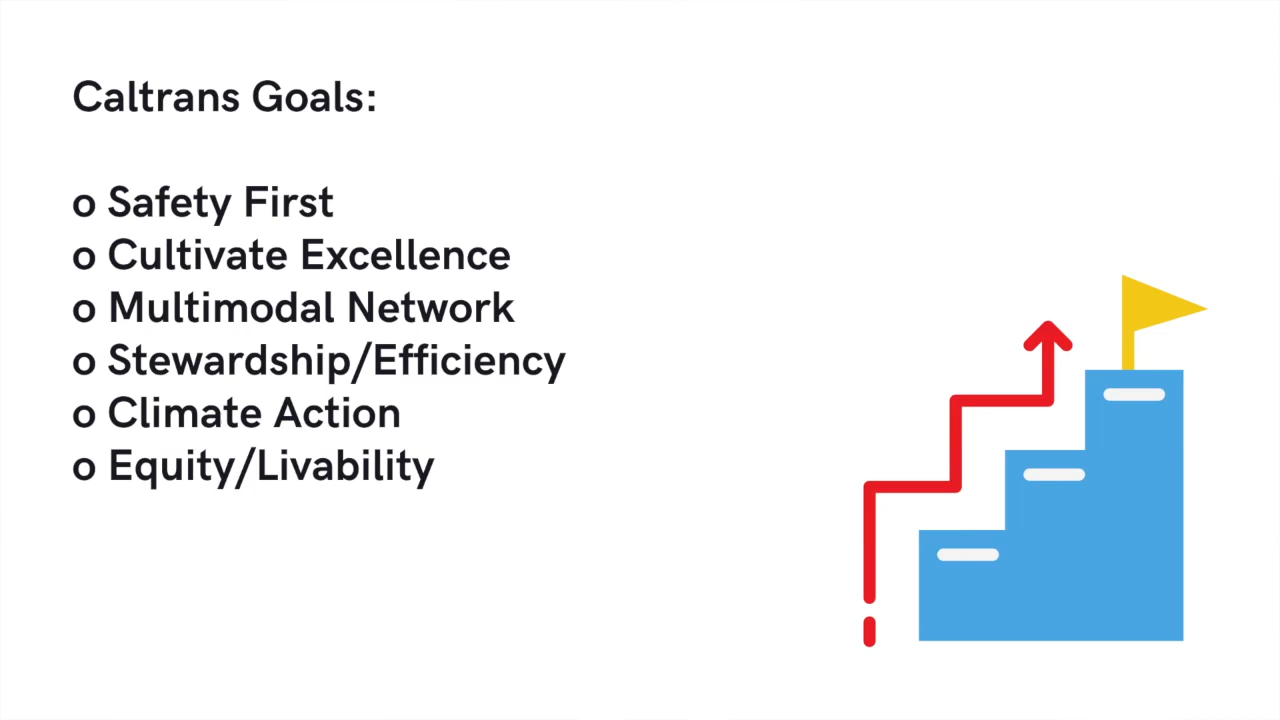 Caltrans Goals:
o Safety First
o Cultivate Excellence
o Multimodal Network
o Stewardship/Efficiency
o Climate Action
o Equity/Livability